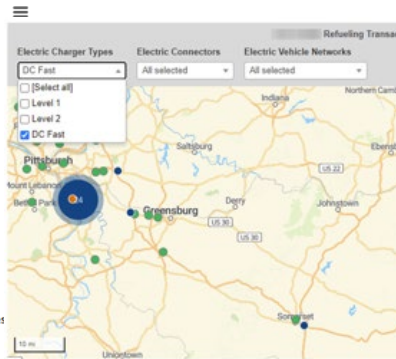 Refueling Transac
Electric Charger Types
Electric Connectors
Electric Vehicle Networks
DC Fast
All selected
All selected
[Select all]
Level 1
Level 2
DC Fast
Indiana
Northern Camb
Saltsburg
Ebensb
Pittsburgh
US 22
Mount Lebanon
Bethel Park
4
Greensburg
Derry
US 30
Johnstown
US 30
Somerset
10 mi
Uniontown